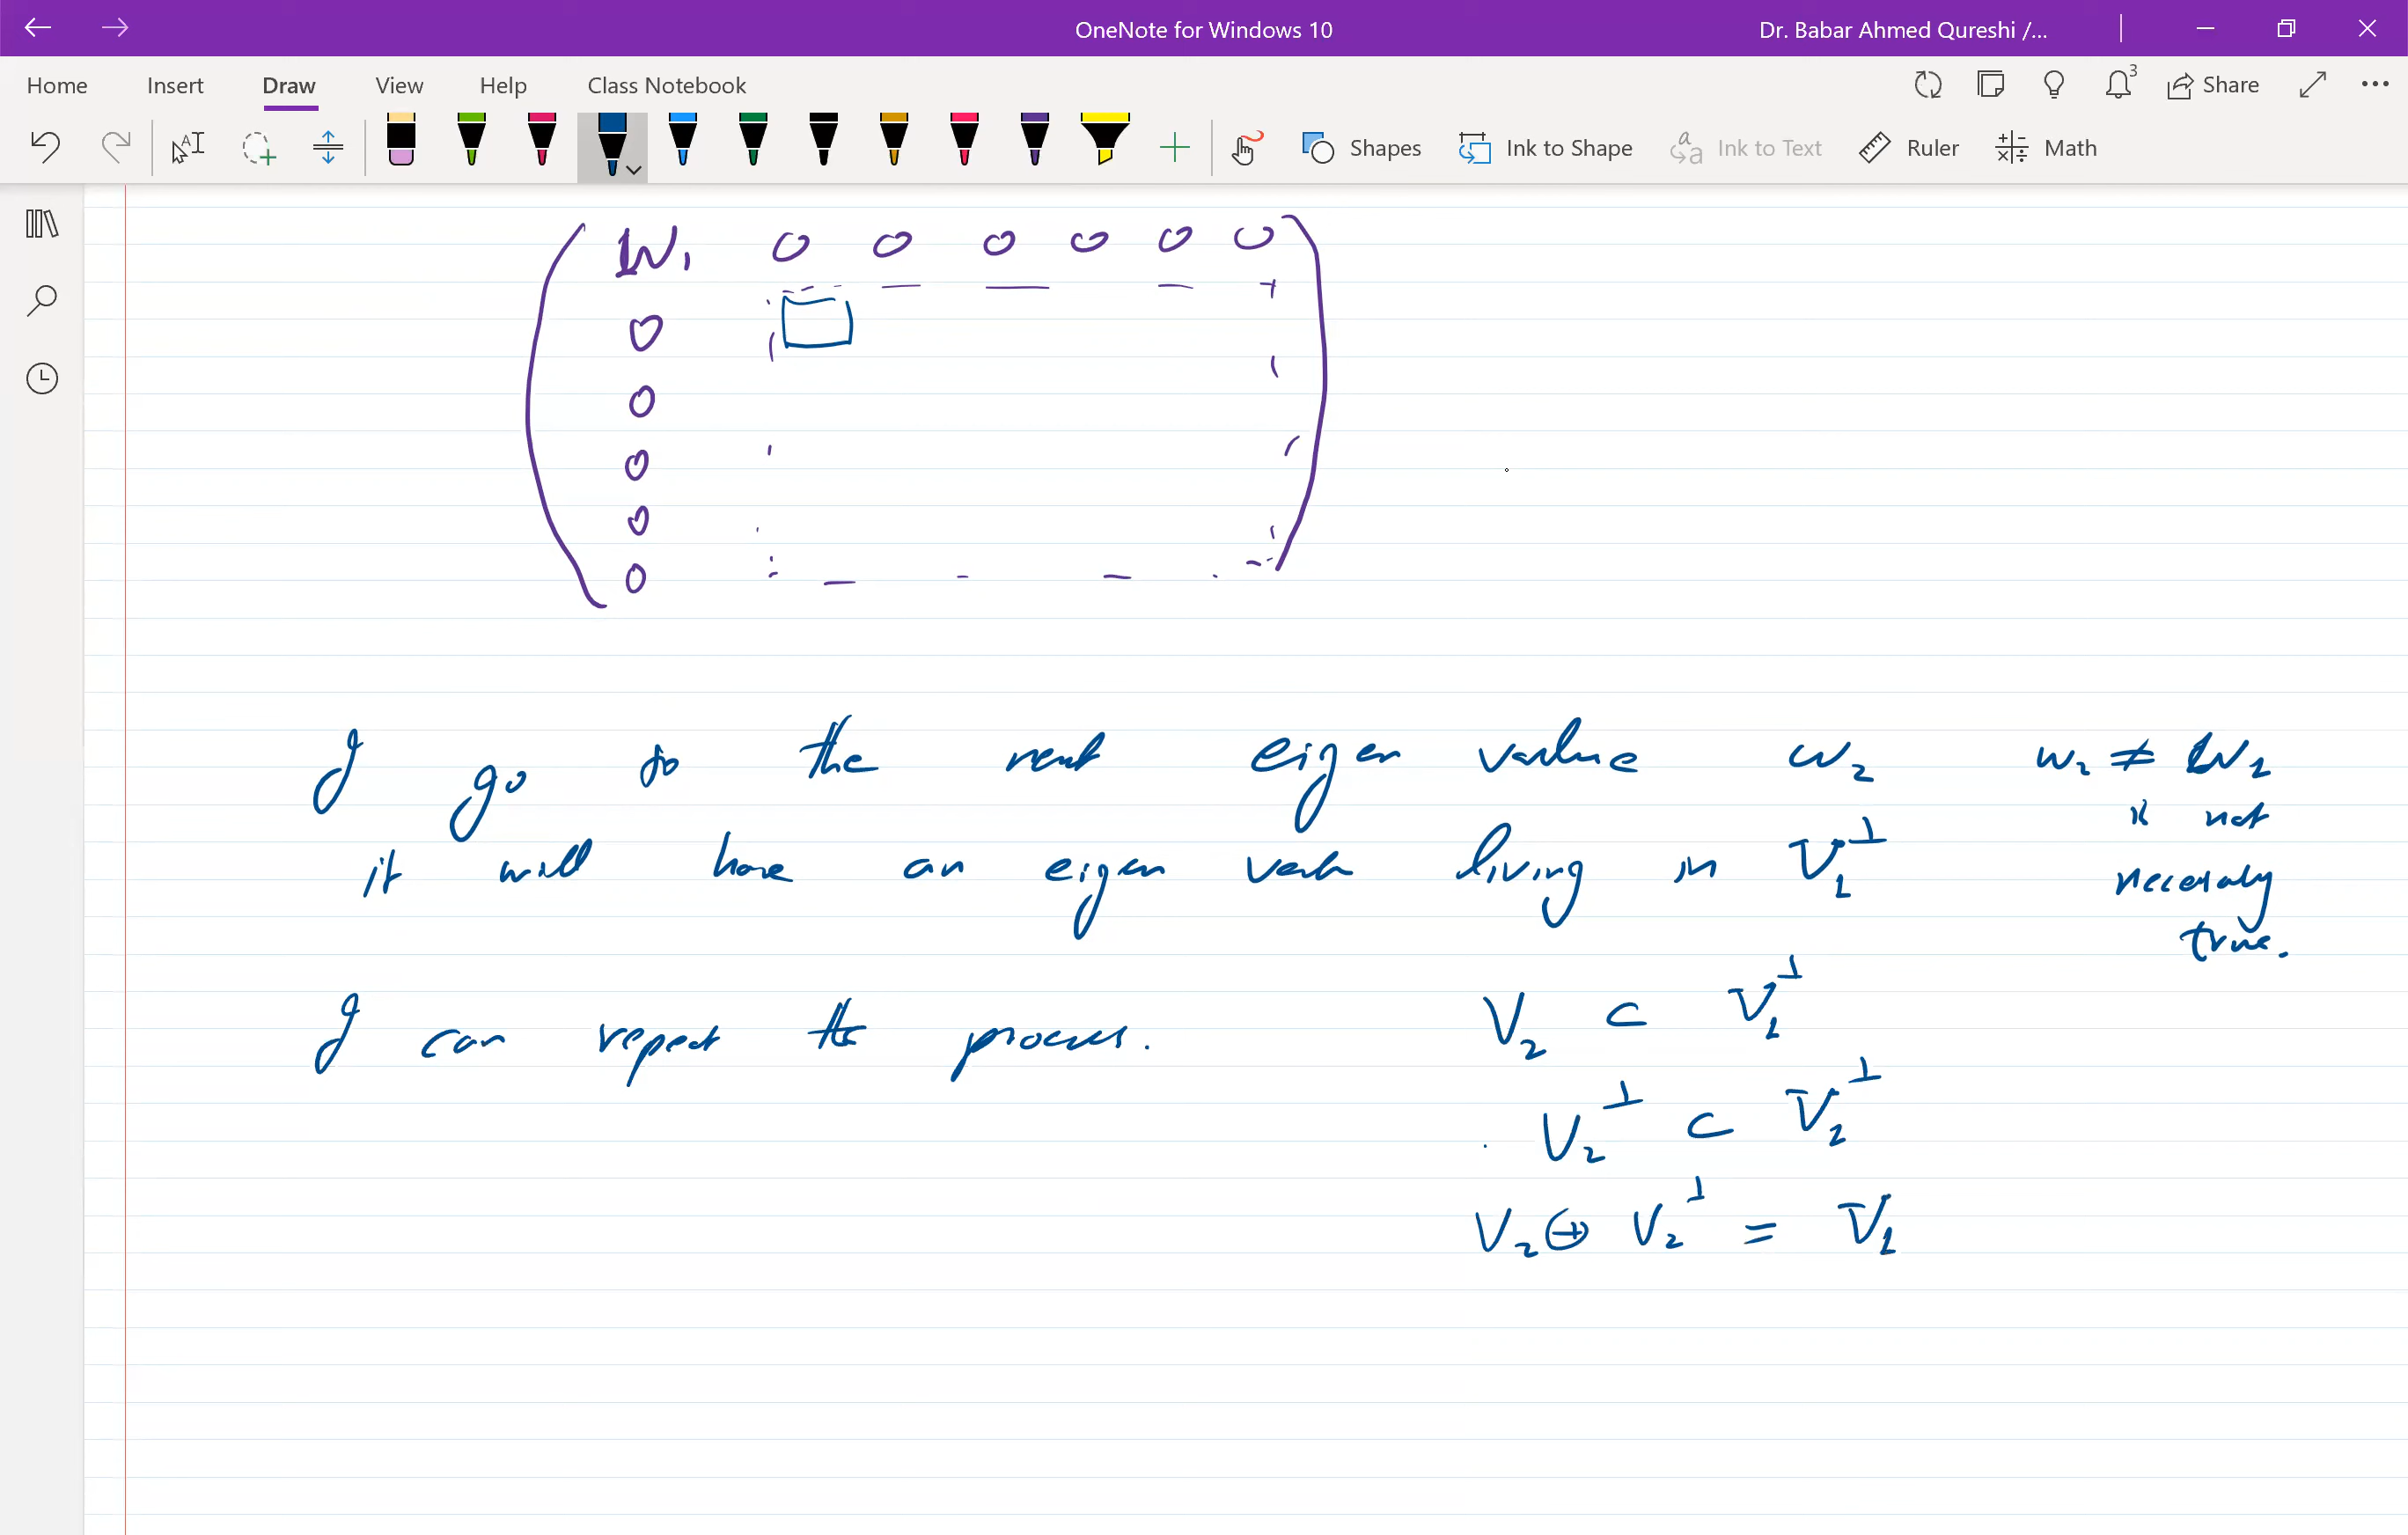 OneNote for Windows 10
Dr. Babar Ahmed Qureshi /...
Home Insert Draw View Help Class Notebook
3 Share
Shapes Ink to Shape Ink to Text Ruler Math
W₁ 0 0 0 0 0 0
0
0
0
0
0
I go to the next eigen value w₂ w₂ ≠ W₁
is not
it will have an eigen vector living in V₁^⊥
necessarily
true.
V₂ ⊂ V₁^⊥
I can repeat the process.
V₂^⊥ ⊂ V₂^⊥
V₂ ⊕ V₂^⊥ = V₁